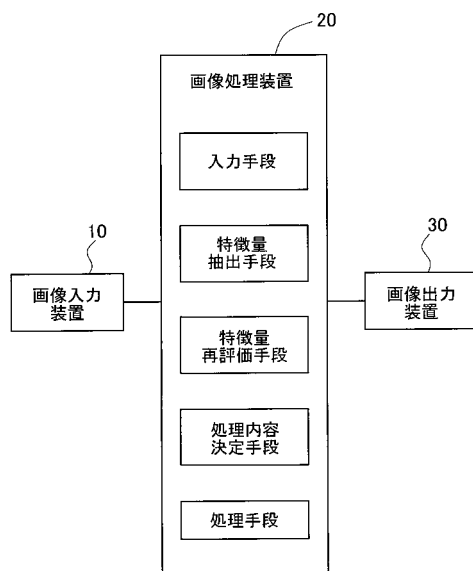 20
画像処理装置
入力手段
10
画像入力
装置
特徴量
抽出手段
30
画像出力
装置
特徴量
再評価手段
処理内容
決定手段
処理手段